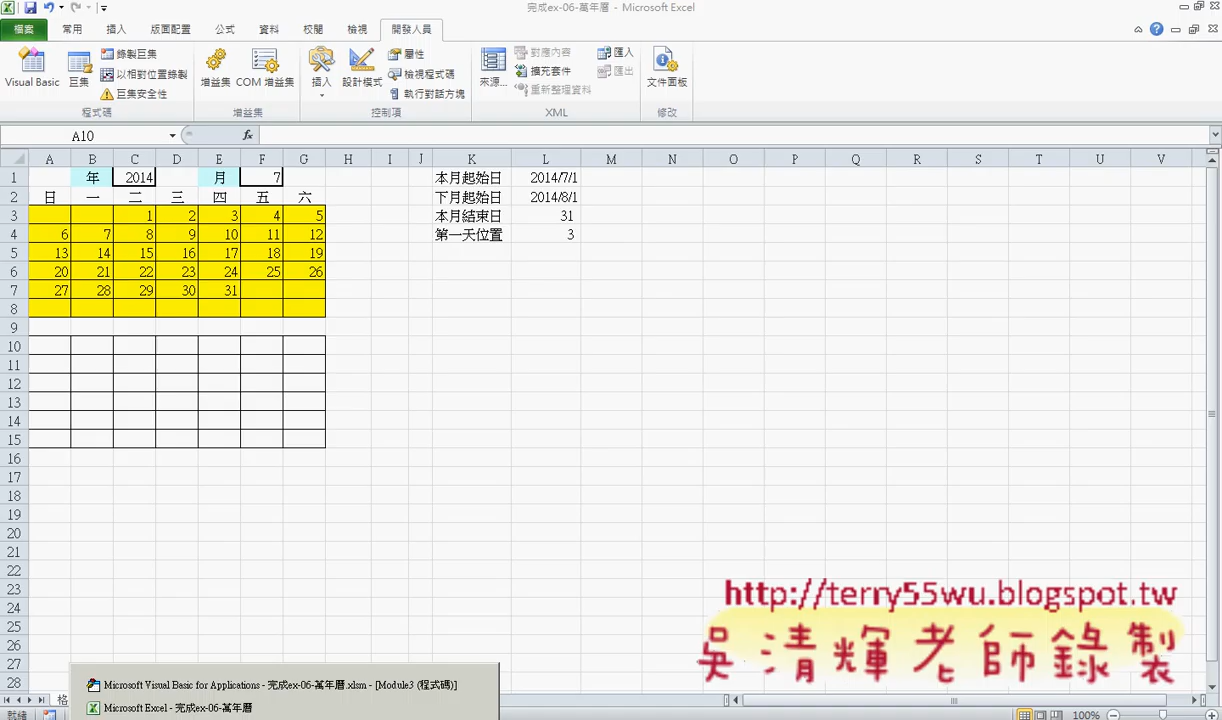 完成ex-06-萬年曆 - Microsoft Excel
檔案 常用 插入 版面配置 公式 資料 校閱 檢視 開發人員
Visual Basic 巨集 錄製巨集 以相對位置錄製 巨集安全性 程式碼
增益集 COM 增益集 增益集
插入 設計模式 屬性 檢視程式碼 執行對話方塊 控制項
來源... 對應內容 擴充套件 重新整理資料 匯入 匯出 XML
文件面板 修改
A10 fx
A B C D E F G H I J K L M N O P Q R S T U V
1 年 2014 月 7 本月起始日 2014/7/1
2 日 一 二 三 四 五 六 下月起始日 2014/8/1
3 1 2 3 4 5 本月結束日 31
4 6 7 8 9 10 11 12 第一天位置 3
5 13 14 15 16 17 18 19
6 20 21 22 23 24 25 26
7 27 28 29 30 31
8
9
10
11
12
13
14
15
16
17
18
19
20
21
22
23
24
25
26
27
28
http://terry55wu.blogspot.tw
吳清輝老師錄製
格
Microsoft Visual Basic for Applications - 完成ex-06-萬年曆.xlsm - [Module3 (程式碼)]
Microsoft Excel - 完成ex-06-萬年曆
就緒 100%